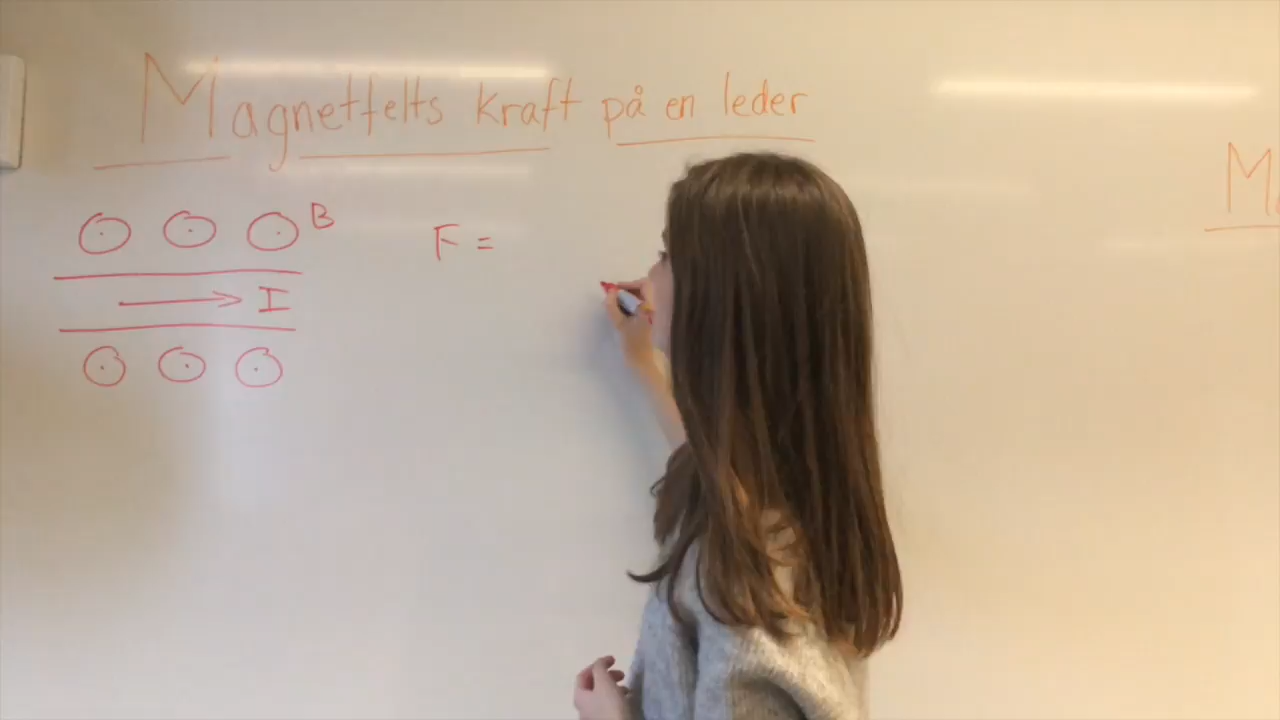 Magnetfelts kraft på en leder
M
B
F =
I